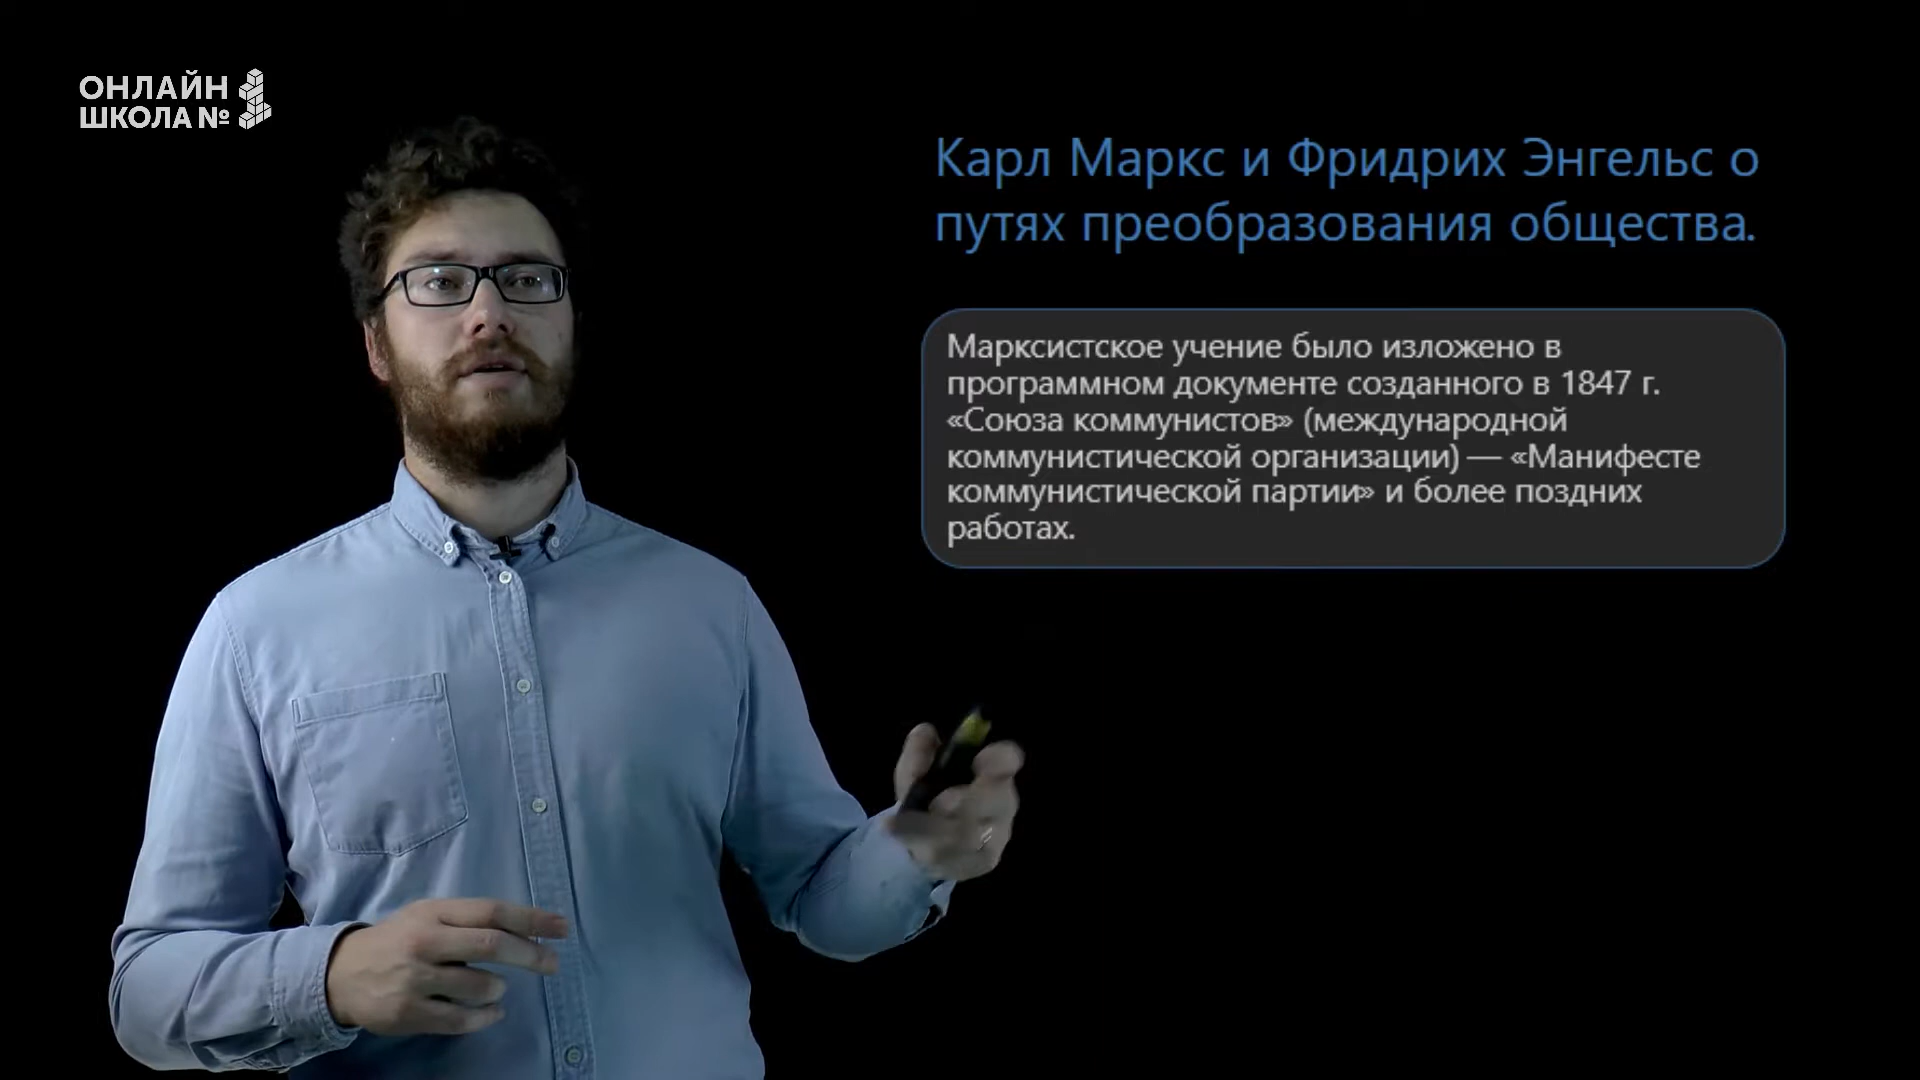 ОНЛАЙН
ШКОЛА №
Карл Маркс и Фридрих Энгельс о
путях преобразования общества.
Марксистское учение было изложено в
программном документе созданного в 1847 г.
«Союза коммунистов» (международной
коммунистической организации) — «Манифесте
коммунистической партии» и более поздних
работах.